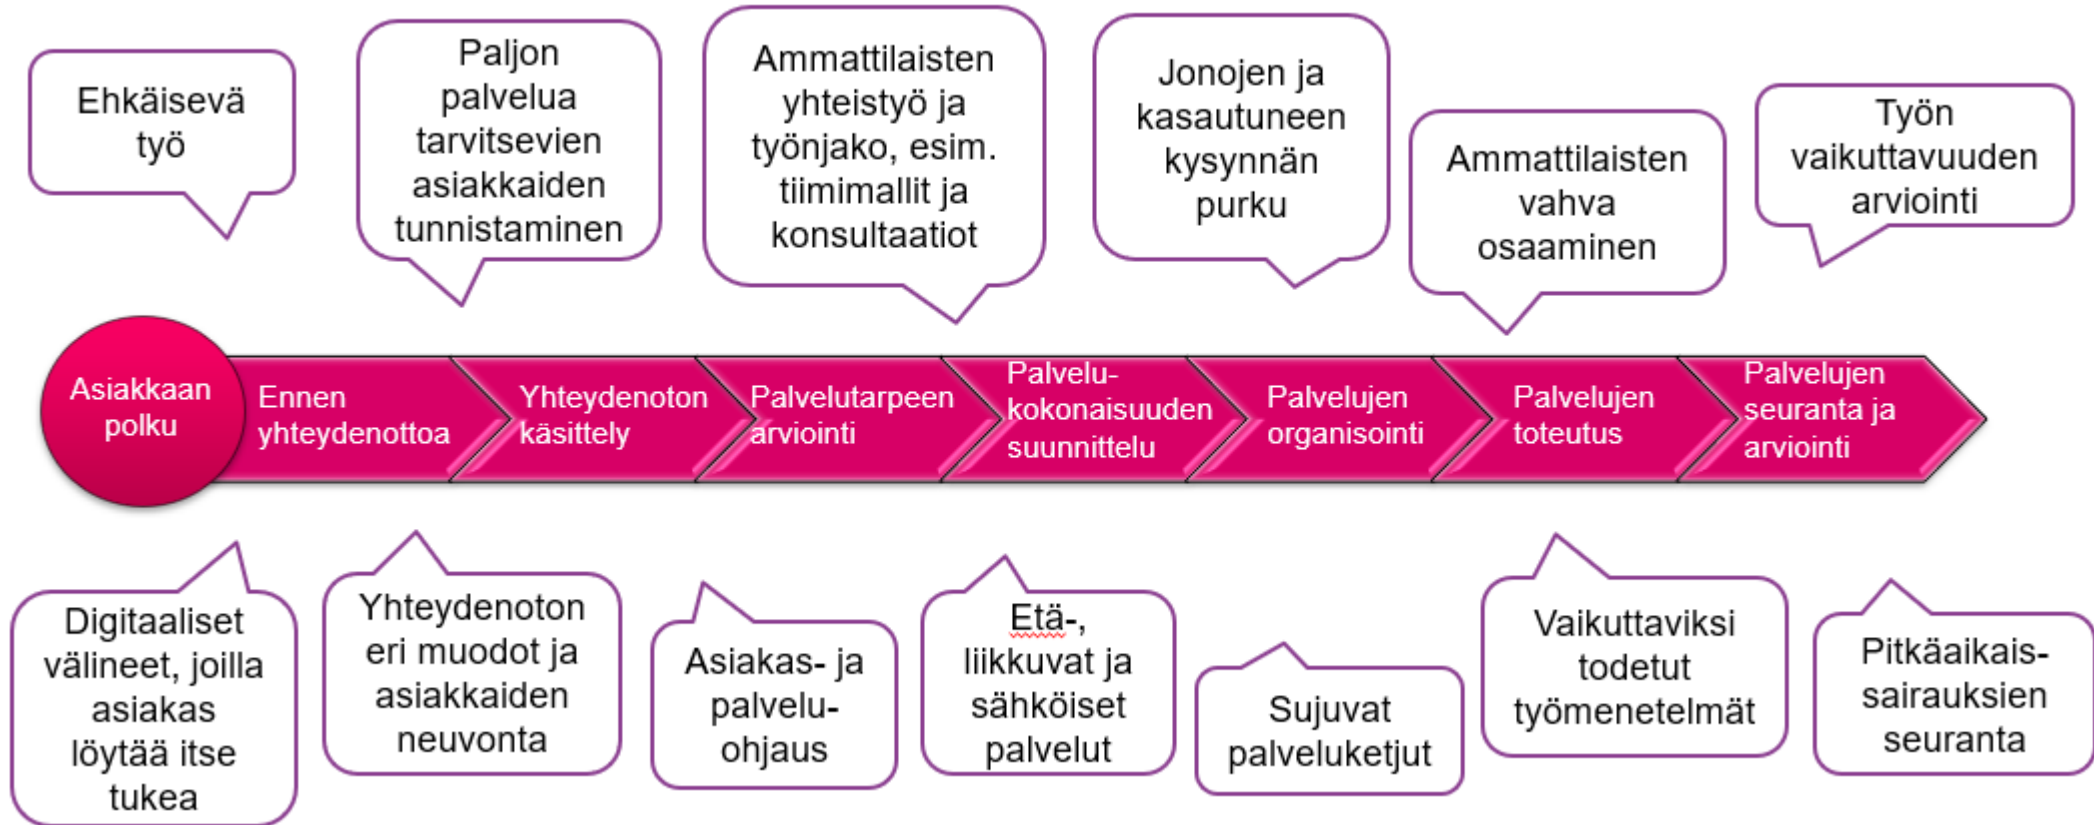 Ehkäisevä
työ
Paljon
palvelua
tarvitsevien
asiakkaiden
tunnistaminen
Ammattilaisten
yhteistyö ja
työnjako, esim.
tiimimallit ja
konsultaatiot
Jonojen ja
kasautuneen
kysynnän
purku
Ammattilaisten
vahva
osaaminen
Työn
vaikuttavuuden
arviointi
Asiakkaan
polku
Ennen
yhteydenottoa
Yhteydenoton
käsittely
Palvelutarpeen
arviointi
Palvelu-
kokonaisuuden
suunnittelu
Palvelujen
organisointi
Palvelujen
toteutus
Palvelujen
seuranta ja
arviointi
Digitaaliset
välineet, joilla
asiakas
löytää itse
tukea
Yhteydenoton
eri muodot ja
asiakkaiden
neuvonta
Asiakas- ja
palvelu-
ohjaus
Etä-,
liikkuvat ja
sähköiset
palvelut
Sujuvat
palveluketjut
Vaikuttaviksi
todetut
työmenetelmät
Pitkäaikais-
sairauksien
seuranta